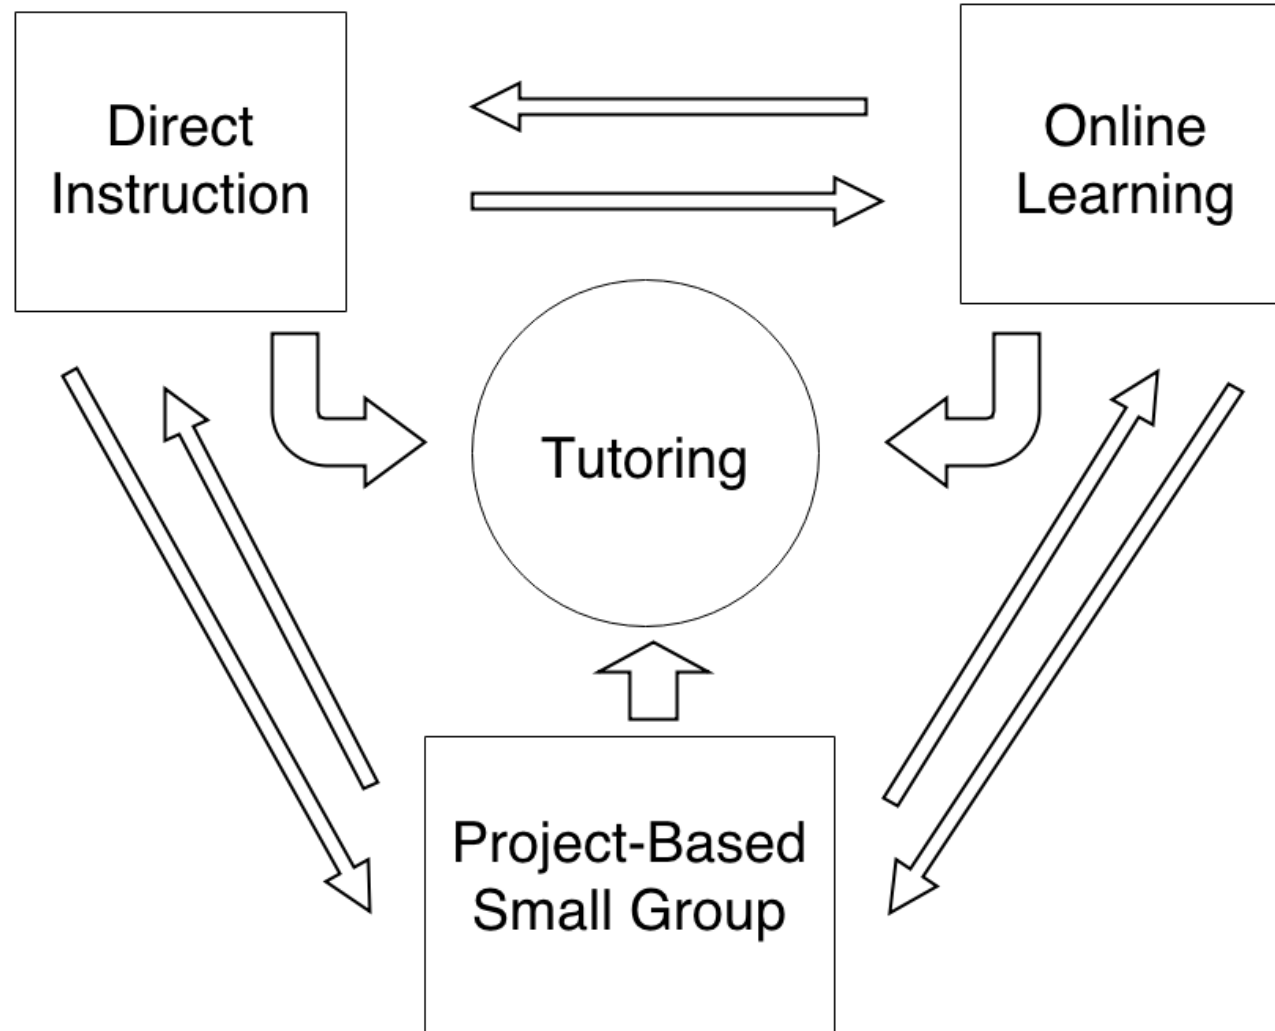 Direct
Instruction
Online
Learning
Tutoring
Project-Based
Small Group